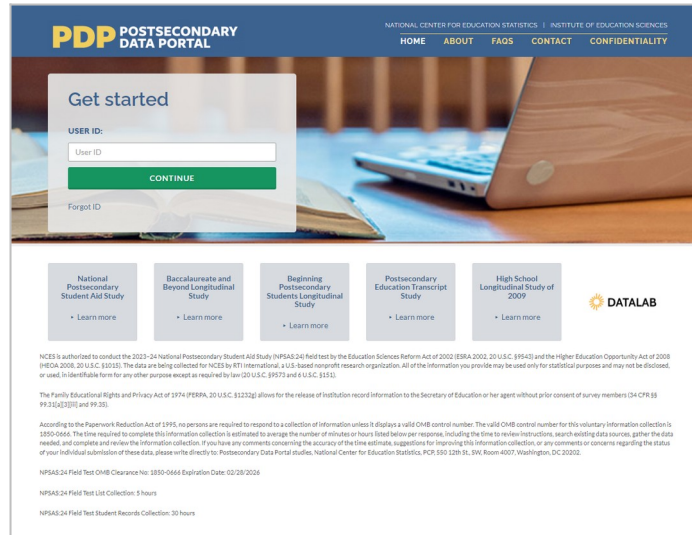 PDP POSTSECONDARY
DATA PORTAL
NATIONAL CENTER FOR EDUCATION STATISTICS | INSTITUTE OF EDUCATION SCIENCES
HOME ABOUT FAQS CONTACT CONFIDENTIALITY
Get started
USER ID:
User ID
CONTINUE
Forgot ID
National
Postsecondary
Student Aid Study
▸ Learn more
Baccalaureate and
Beyond Longitudinal
Study
▸ Learn more
Beginning
Postsecondary
Students Longitudinal
Study
▸ Learn more
Postsecondary
Education Transcript
Study
▸ Learn more
High School
Longitudinal Study of
2009
▸ Learn more
DATALAB
NCES is authorized to conduct the 2023–24 National Postsecondary Student Aid Study (NPSAS:24) field test by the Education Sciences Reform Act of 2002 (ESRA 2002, 20 U.S.C. §9543) and the Higher Education Opportunity Act of 2008
(HEOA 2008, 20 U.S.C. §1015). The data are being collected for NCES by RTI International, a U.S.-based nonprofit research organization. All of the information you provide may be used only for statistical purposes and may not be disclosed,
or used, in identifiable form for any other purpose except as required by law (20 U.S.C. §9573 and 6 U.S.C. §151).
The Family Educational Rights and Privacy Act of 1974 (FERPA, 20 U.S.C. §1232g) allows for the release of institution record information to the Secretary of Education or her agent without prior consent of survey members (34 CFR §§
99.31[a][3][iii] and 99.35).
According to the Paperwork Reduction Act of 1995, no persons are required to respond to a collection of information unless it displays a valid OMB control number. The valid OMB control number for this voluntary information collection is
1850-0666. The time required to complete this information collection is estimated to average the number of minutes or hours listed below per response, including the time to review instructions, search existing data sources, gather the data
needed, and complete and review the information collection. If you have any comments concerning the accuracy of the time estimate, suggestions for improving this information collection, or any comments or concerns regarding the status
of your individual submission of these data, please write directly to: Postsecondary Data Portal studies, National Center for Education Statistics, PCP, 550 12th St., SW, Room 4007, Washington, DC 20202.
NPSAS:24 Field Test OMB Clearance No: 1850-0666 Expiration Date: 02/28/2026
NPSAS:24 Field Test List Collection: 5 hours
NPSAS:24 Field Test Student Records Collection: 30 hours